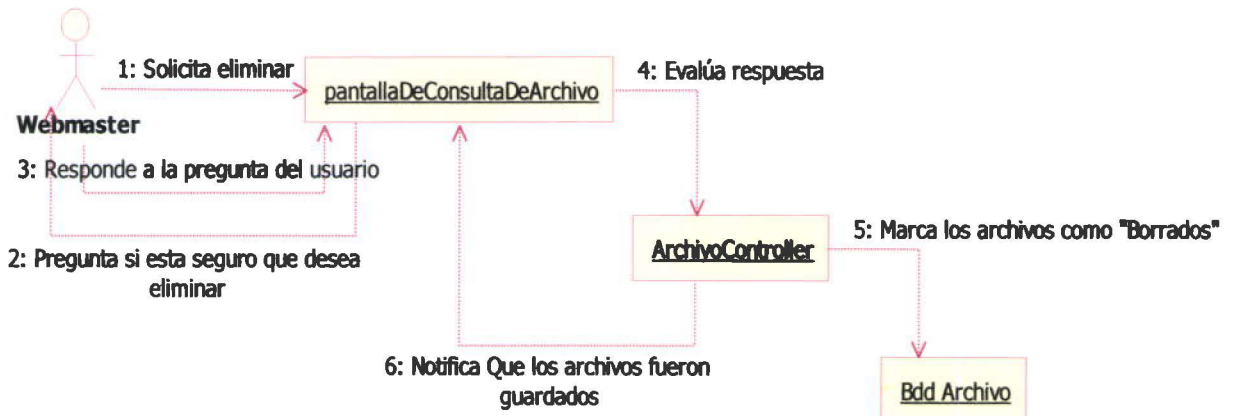 1: Solicita eliminar
pantallaDeConsultaDeArchivo
4: Evalúa respuesta
Webmaster
3: Responde a la pregunta del usuario
2: Pregunta si esta seguro que desea
eliminar
ArchivoController
5: Marca los archivos como "Borrados"
6: Notifica Que los archivos fueron
guardados
Bdd Archivo